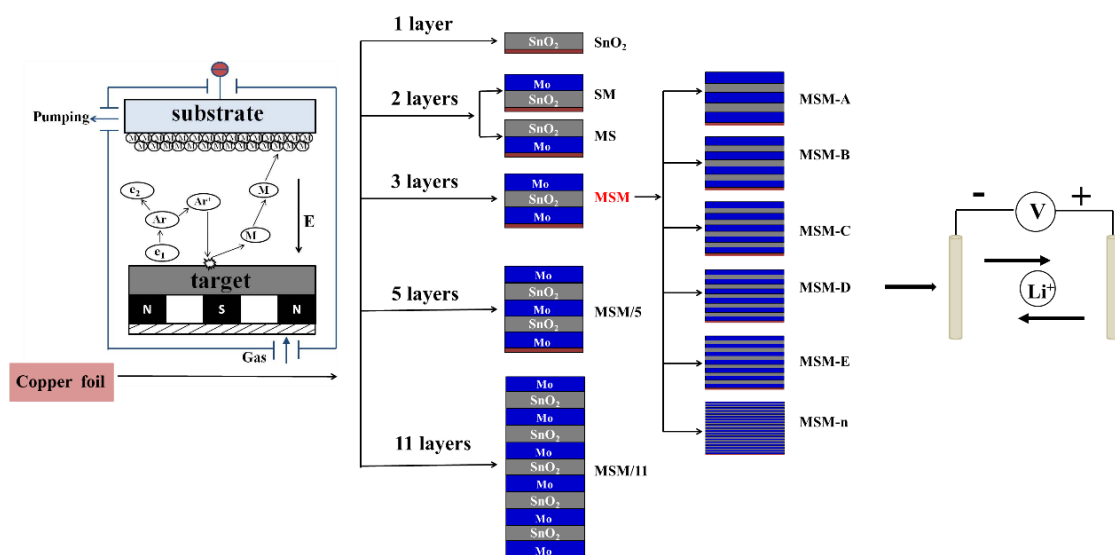 Pumping
substrate
M M M M M M M M M M M
M M M M M M M M M M
e₂
Ar
Ar⁺
e₁
M
M
E
target
N S N
Gas
Copper foil
1 layer
SnO₂
SnO₂
2 layers
Mo
SnO₂
SM
SnO₂
Mo
MS
3 layers
Mo
SnO₂
Mo
MSM
5 layers
Mo
SnO₂
Mo
SnO₂
Mo
MSM/5
11 layers
Mo
SnO₂
Mo
SnO₂
Mo
SnO₂
Mo
SnO₂
Mo
SnO₂
Mo
MSM/11
MSM-A
MSM-B
MSM-C
MSM-D
MSM-E
MSM-n
- V +
Li⁺